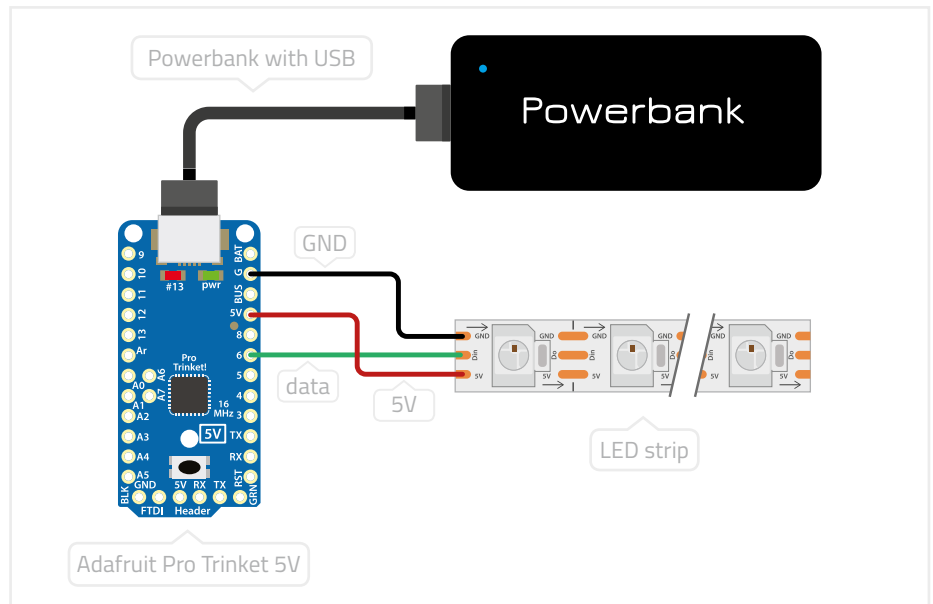 Powerbank with USB
Powerbank
GND
data
5V
LED strip
Adafruit Pro Trinket 5V
9
10
11
12
13
Ar
A0
A6
A1
A7
A2
A3
A4
A5
#13
pwr
BAT
G
BUS
5V
8
6
5
4
3
TX
RX
RST
Pro
Trinket!
16
MHz
5V
BLK
GND
5V RX TX
GRN
FTDI Header
GND
Din
5V
GND
Do
5V
GND
Din
5V
GND
Do
GND
Din
5V
GND
Do
5V